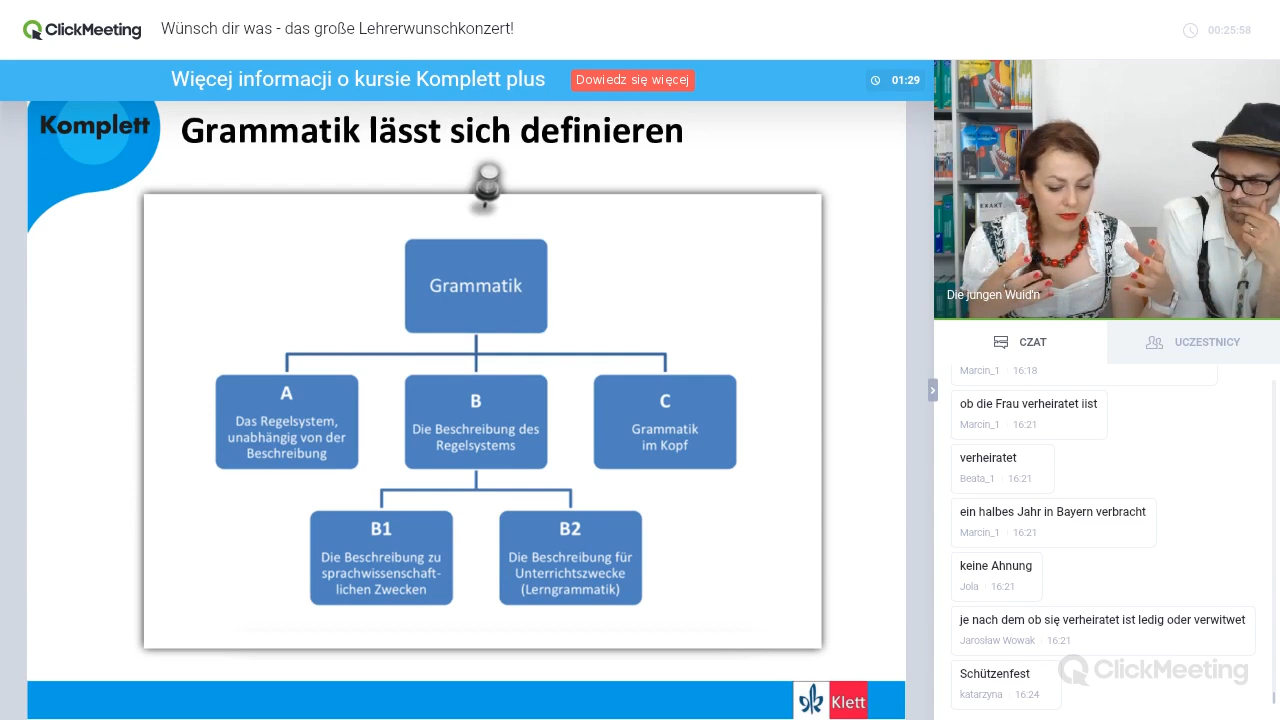 ClickMeeting
Wünsch dir was - das große Lehrerwunschkonzert!
00:25:58
Więcej informacji o kursie Komplett plus
Dowiedz się więcej
01:29
Komplett
Grammatik lässt sich definieren
Grammatik
A
Das Regelsystem,
unabhängig von der
Beschreibung
B
Die Beschreibung des
Regelsystems
C
Grammatik
im Kopf
B1
Die Beschreibung zu
sprachwissenschaft-
lichen Zwecken
B2
Die Beschreibung für
Unterrichtszwecke
(Lerngrammatik)
Klett
EXAKT
Die jungen Wuid'n
CZAT
UCZESTNICY
Marcin_1 16:18
ob die Frau verheiratet iist
Marcin_1 16:21
verheiratet
Beata_1 16:21
ein halbes Jahr in Bayern verbracht
Marcin_1 16:21
keine Ahnung
Jola 16:21
je nach dem ob się verheiratet ist ledig oder verwitwet
Jarosław Wowak 16:21
Schützenfest
katarzyna 16:24
ClickMeeting